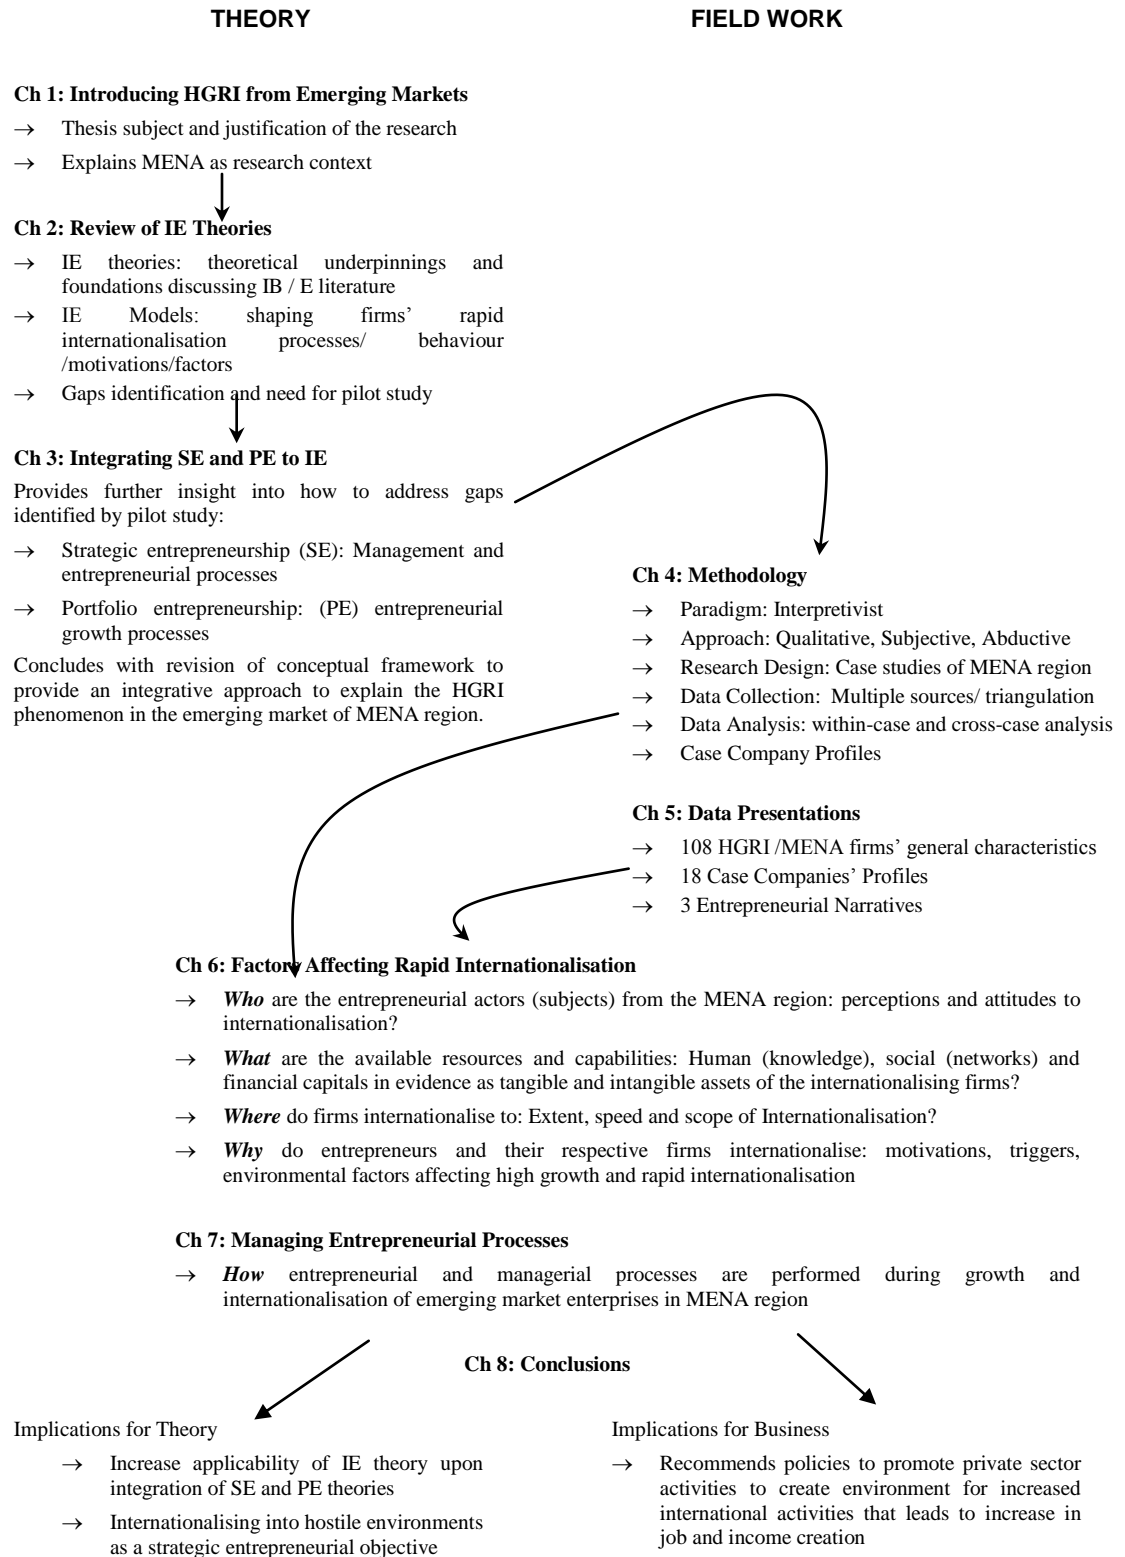 THEORY
FIELD WORK
Ch 1: Introducing HGRI from Emerging Markets
→ Thesis subject and justification of the research
→ Explains MENA as research context
Ch 2: Review of IE Theories
→ IE theories: theoretical underpinnings and
foundations discussing IB / E literature
→ IE Models: shaping firms’ rapid
internationalisation processes/ behaviour
/motivations/factors
→ Gaps identification and need for pilot study
Ch 3: Integrating SE and PE to IE
Provides further insight into how to address gaps
identified by pilot study:
→ Strategic entrepreneurship (SE): Management and
entrepreneurial processes
→ Portfolio entrepreneurship: (PE) entrepreneurial
growth processes
Concludes with revision of conceptual framework to
provide an integrative approach to explain the HGRI
phenomenon in the emerging market of MENA region.
Ch 4: Methodology
→ Paradigm: Interpretivist
→ Approach: Qualitative, Subjective, Abductive
→ Research Design: Case studies of MENA region
→ Data Collection: Multiple sources/ triangulation
→ Data Analysis: within-case and cross-case analysis
→ Case Company Profiles
Ch 5: Data Presentations
→ 108 HGRI /MENA firms’ general characteristics
→ 18 Case Companies’ Profiles
→ 3 Entrepreneurial Narratives
Ch 6: Factors Affecting Rapid Internationalisation
→ Who are the entrepreneurial actors (subjects) from the MENA region: perceptions and attitudes to
internationalisation?
→ What are the available resources and capabilities: Human (knowledge), social (networks) and
financial capitals in evidence as tangible and intangible assets of the internationalising firms?
→ Where do firms internationalise to: Extent, speed and scope of Internationalisation?
→ Why do entrepreneurs and their respective firms internationalise: motivations, triggers,
environmental factors affecting high growth and rapid internationalisation
Ch 7: Managing Entrepreneurial Processes
→ How entrepreneurial and managerial processes are performed during growth and
internationalisation of emerging market enterprises in MENA region
Ch 8: Conclusions
Implications for Theory
→ Increase applicability of IE theory upon
integration of SE and PE theories
→ Internationalising into hostile environments
as a strategic entrepreneurial objective
Implications for Business
→ Recommends policies to promote private sector
activities to create environment for increased
international activities that leads to increase in
job and income creation